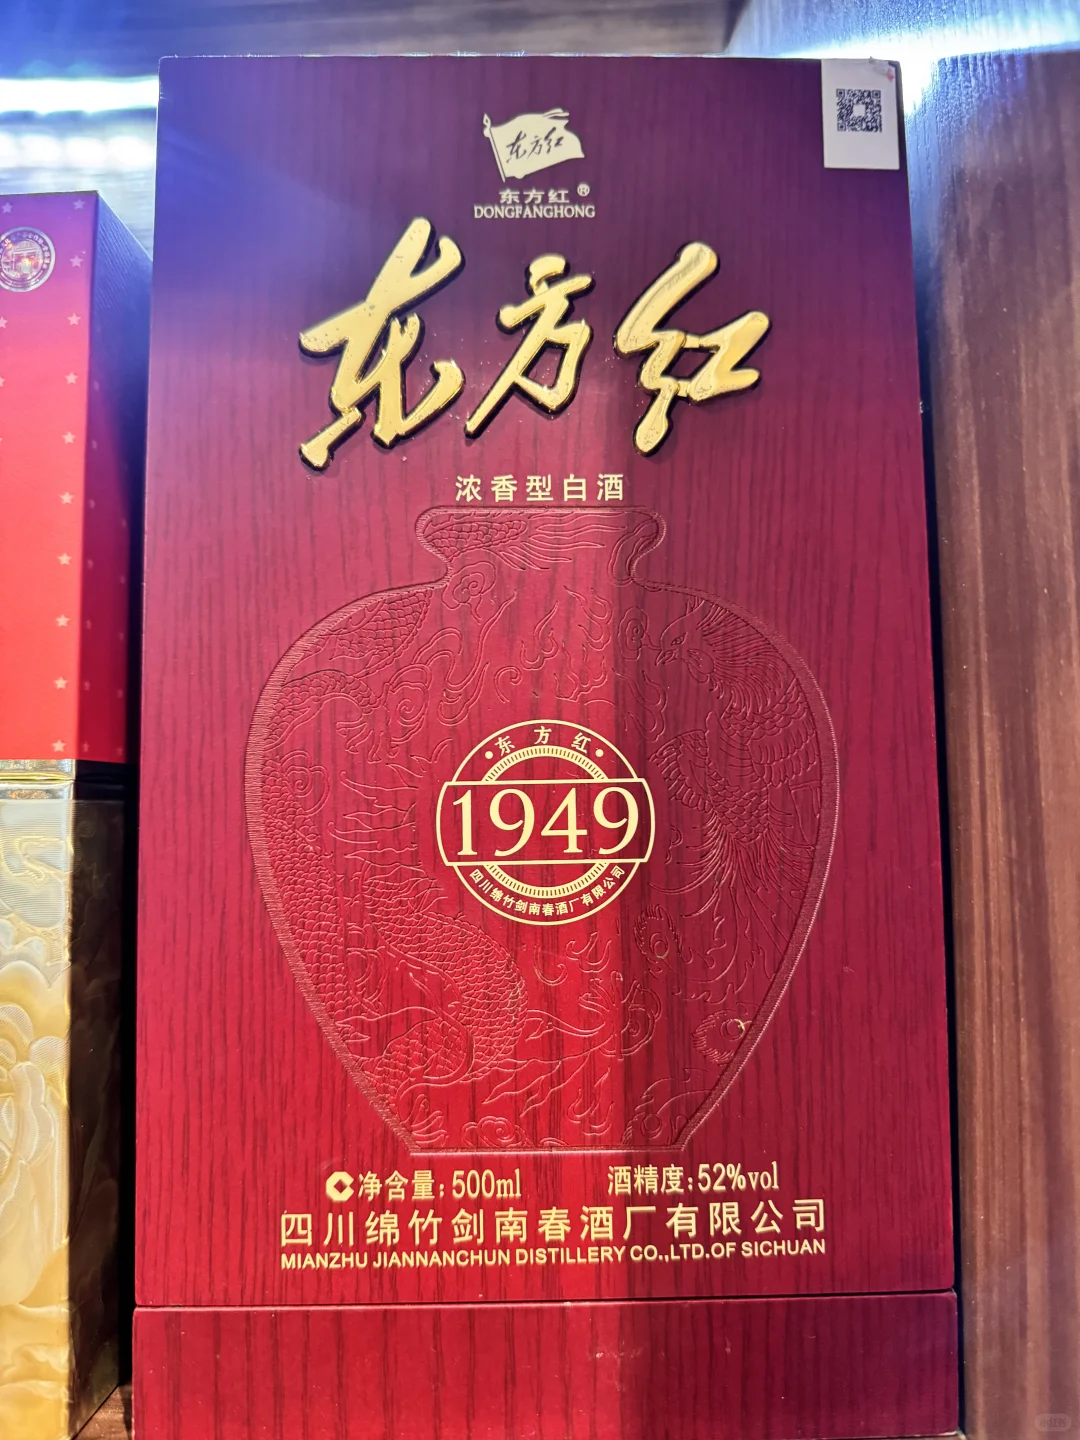 东方红
东方红®
DONGFANGHONG
东方红
浓香型白酒
东方红
1949
四川绵竹剑南春酒厂有限公司
净含量:500ml 酒精度:52%vol
四川绵竹剑南春酒厂有限公司
MIANZHU JIANNANCHUN DISTILLERY CO.,LTD.OF SICHUAN
小红书